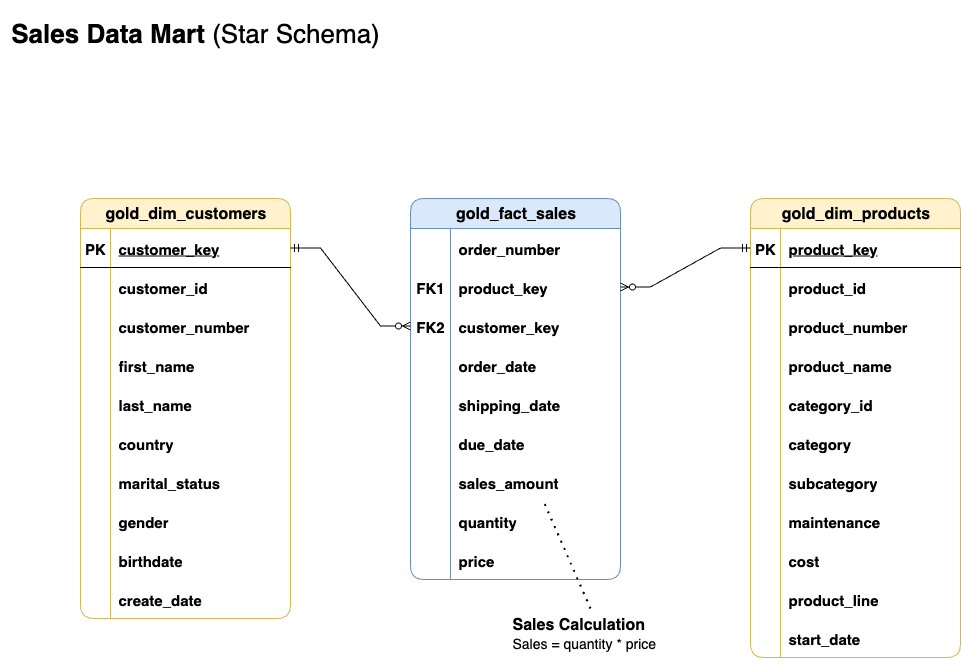 Sales Data Mart (Star Schema)
gold_dim_customers
PK customer_key
customer_id
customer_number
first_name
last_name
country
marital_status
gender
birthdate
create_date
gold_fact_sales
order_number
FK1 product_key
FK2 customer_key
order_date
shipping_date
due_date
sales_amount
quantity
price
Sales Calculation
Sales = quantity * price
gold_dim_products
PK product_key
product_id
product_number
product_name
category_id
category
subcategory
maintenance
cost
product_line
start_date